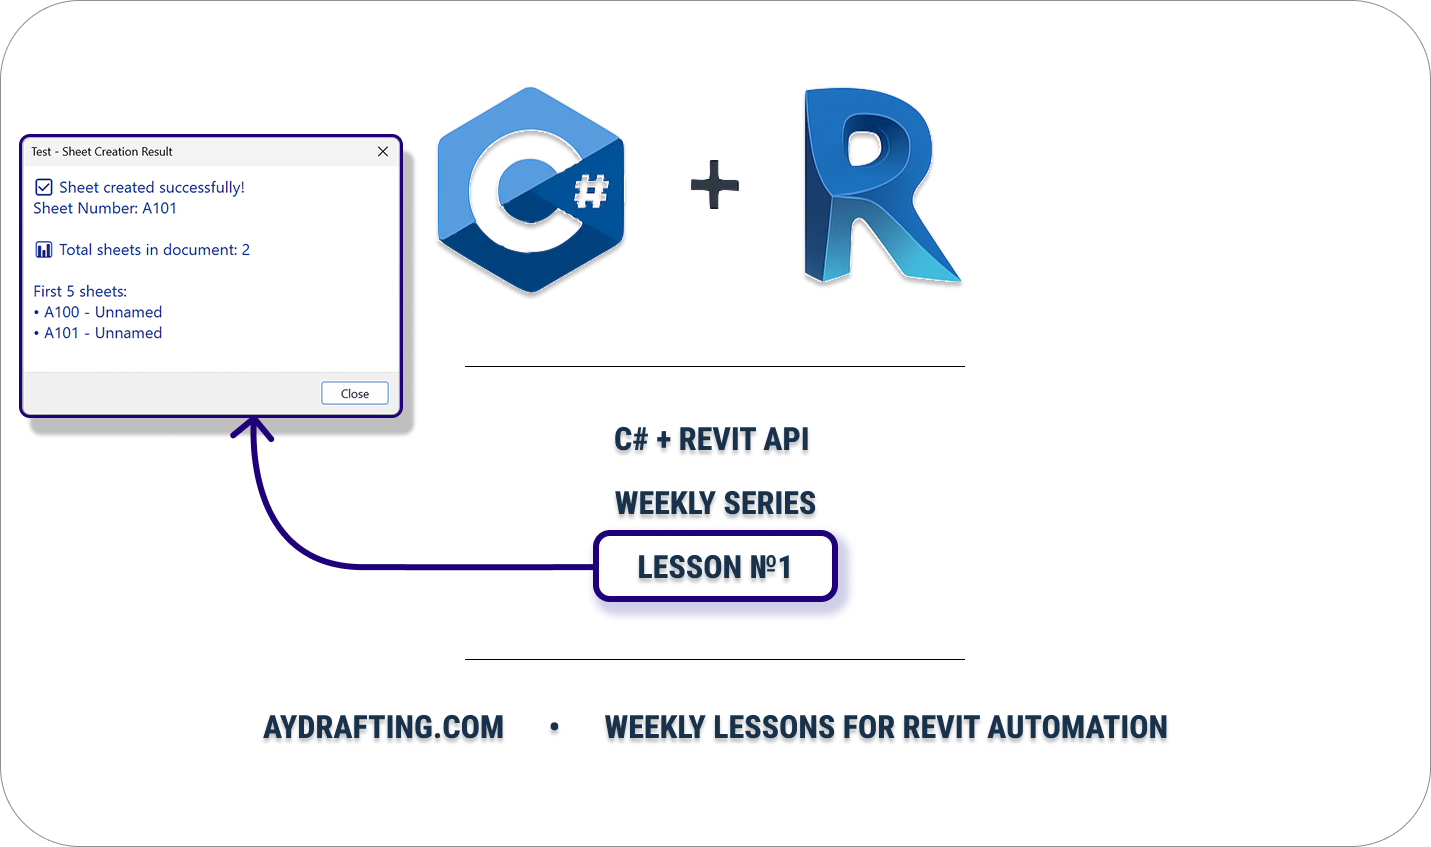 Test - Sheet Creation Result
Sheet created successfully!
Sheet Number: A101
Total sheets in document: 2
First 5 sheets:
• A100 - Unnamed
• A101 - Unnamed
Close
C#
+
R
C# + REVIT API
WEEKLY SERIES
LESSON №1
AYDRAFTING.COM • WEEKLY LESSONS FOR REVIT AUTOMATION